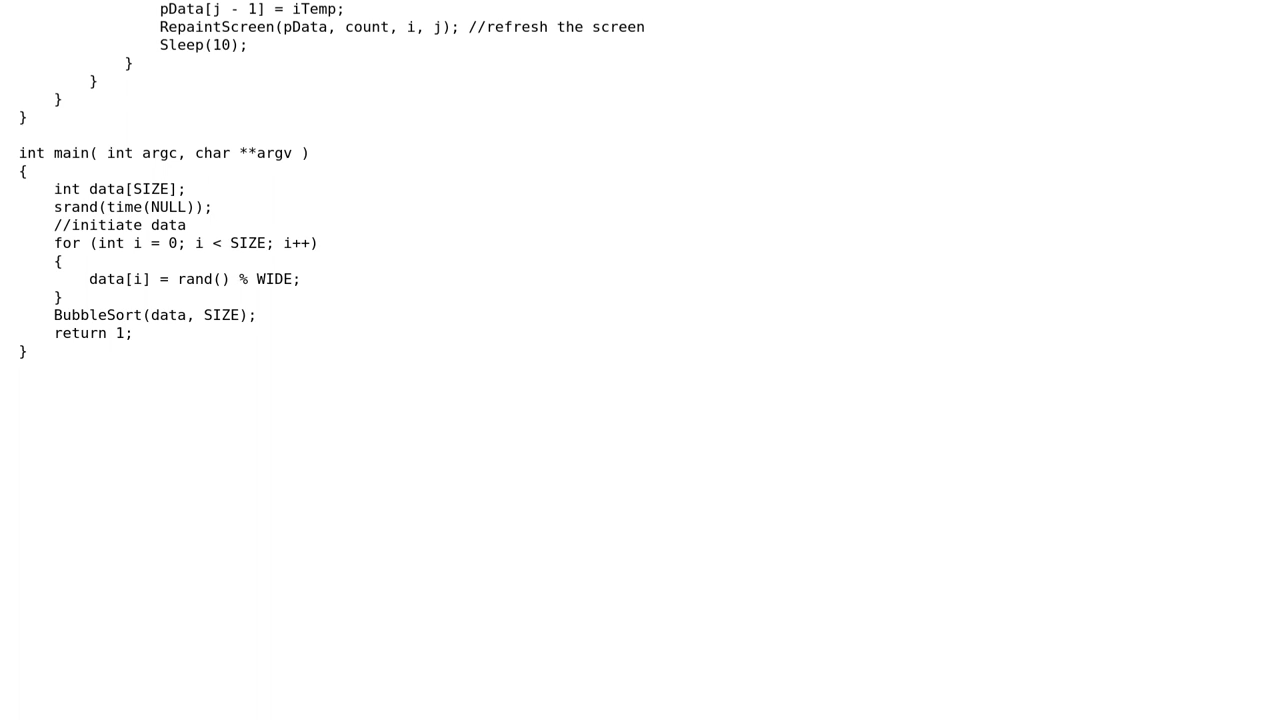 pData[j - 1] = iTemp;
                RepaintScreen(pData, count, i, j); //refresh the screen
                Sleep(10);
            }
        }
    }
}

int main( int argc, char **argv )
{
    int data[SIZE];
    srand(time(NULL));
    //initiate data
    for (int i = 0; i < SIZE; i++)
    {
        data[i] = rand() % WIDE;
    }
    BubbleSort(data, SIZE);
    return 1;
}